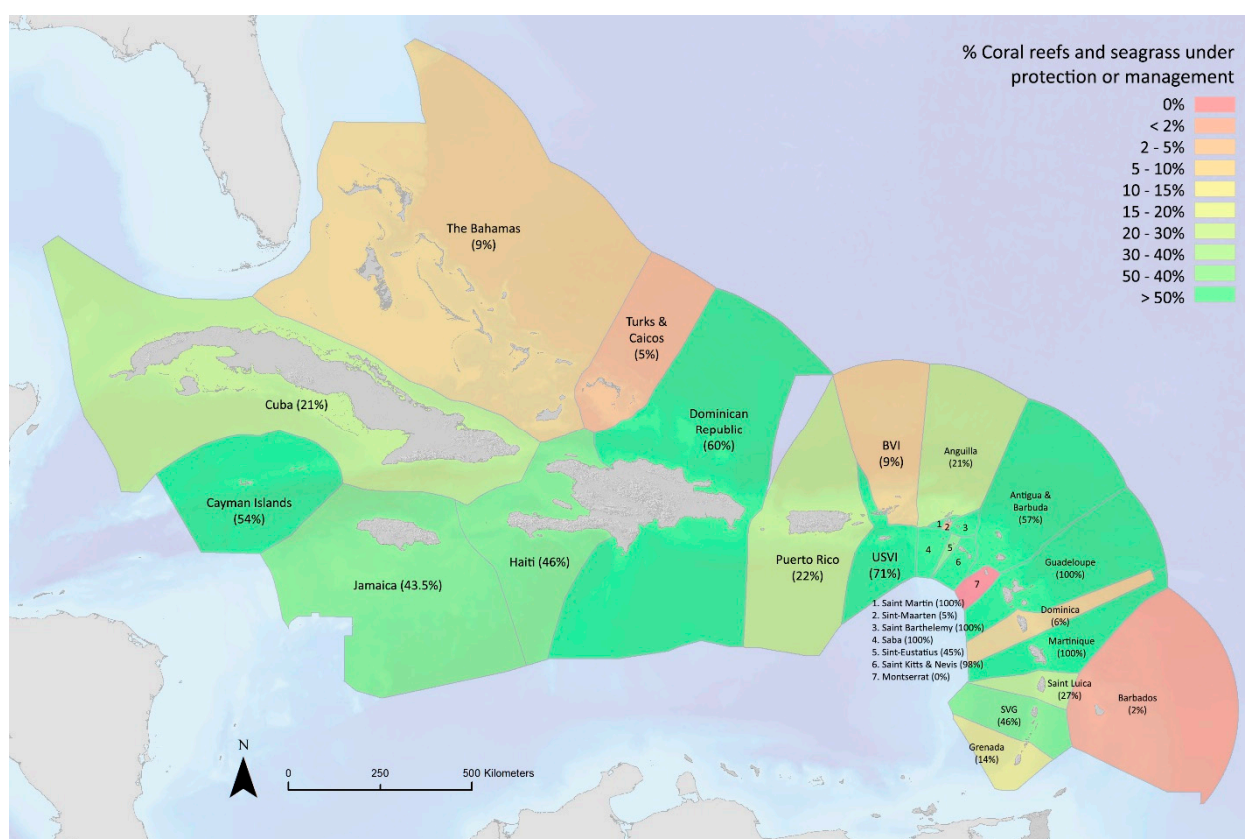 % Coral reefs and seagrass under
protection or management
0%
< 2%
2 - 5%
5 - 10%
10 - 15%
15 - 20%
20 - 30%
30 - 40%
50 - 40%
> 50%
The Bahamas
(9%)
Turks &
Caicos
(5%)
Cuba (21%)
Dominican
Republic
(60%)
BVI
(9%)
Anguilla
(21%)
Cayman Islands
(54%)
Antigua &
Barbuda
(57%)
1
2
3
4
5
6
7
Jamaica (43.5%)
Haiti (46%)
Puerto Rico
(22%)
USVI
(71%)
Guadeloupe
(100%)
1. Saint Martin (100%)
2. Sint-Maarten (5%)
3. Saint Barthelemy (100%)
4. Saba (100%)
5. Sint-Eustatius (45%)
6. Saint Kitts & Nevis (98%)
7. Montserrat (0%)
Dominica
(6%)
Martinique
(100%)
Saint Luica
(27%)
Barbados
(2%)
SVG
(46%)
Grenada
(14%)
N
0 250 500 Kilometers